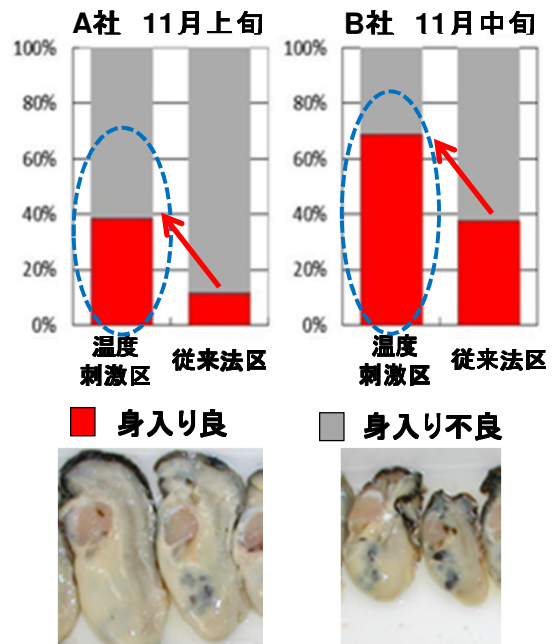 A社 11月上旬
100%
80%
60%
40%
20%
0%
温度
刺激区
従来法区
B社 11月中旬
100%
80%
60%
40%
20%
0%
温度
刺激区
従来法区
身入り良
身入り不良